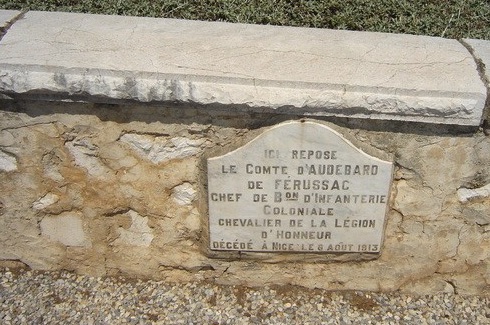 ICI REPOSE
LE COMTE D'AUDEBARD
DE FÉRUSSAC
CHEF DE BON D'INFANTERIE
COLONIALE
CHEVALIER DE LA LÉGION
D'HONNEUR
DÉCÉDÉ À NICE LE 6 AOUT 1913